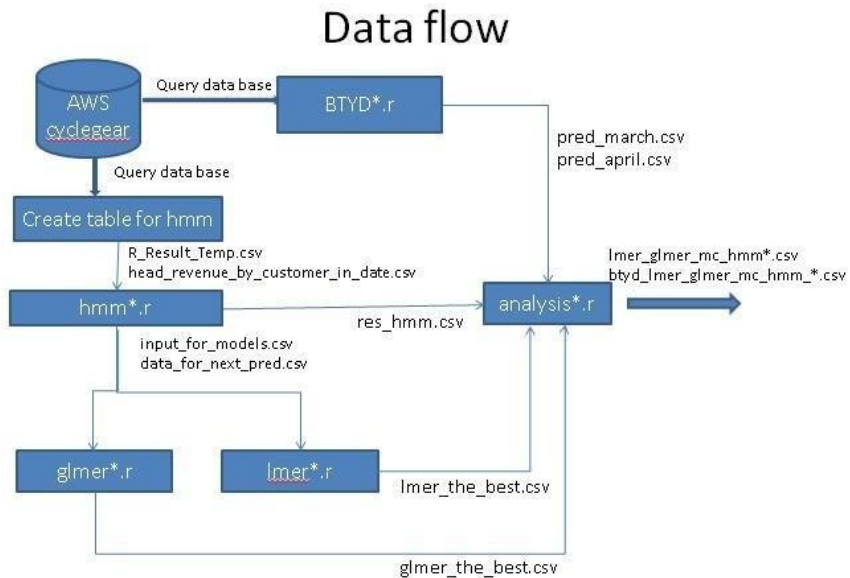 Data flow
AWS
cyclegear
Query data base
BTYD*.r
pred_march.csv
pred_april.csv
Query data base
Create table for hmm
R_Result_Temp.csv
head_revenue_by_customer_in_date.csv
lmer_glmer_mc_hmm*.csv
btyd_lmer_glmer_mc_hmm_*.csv
hmm*.r
res_hmm.csv
analysis*.r
input_for_models.csv
data_for_next_pred.csv
glmer*.r
lmer*.r
lmer_the_best.csv
glmer_the_best.csv